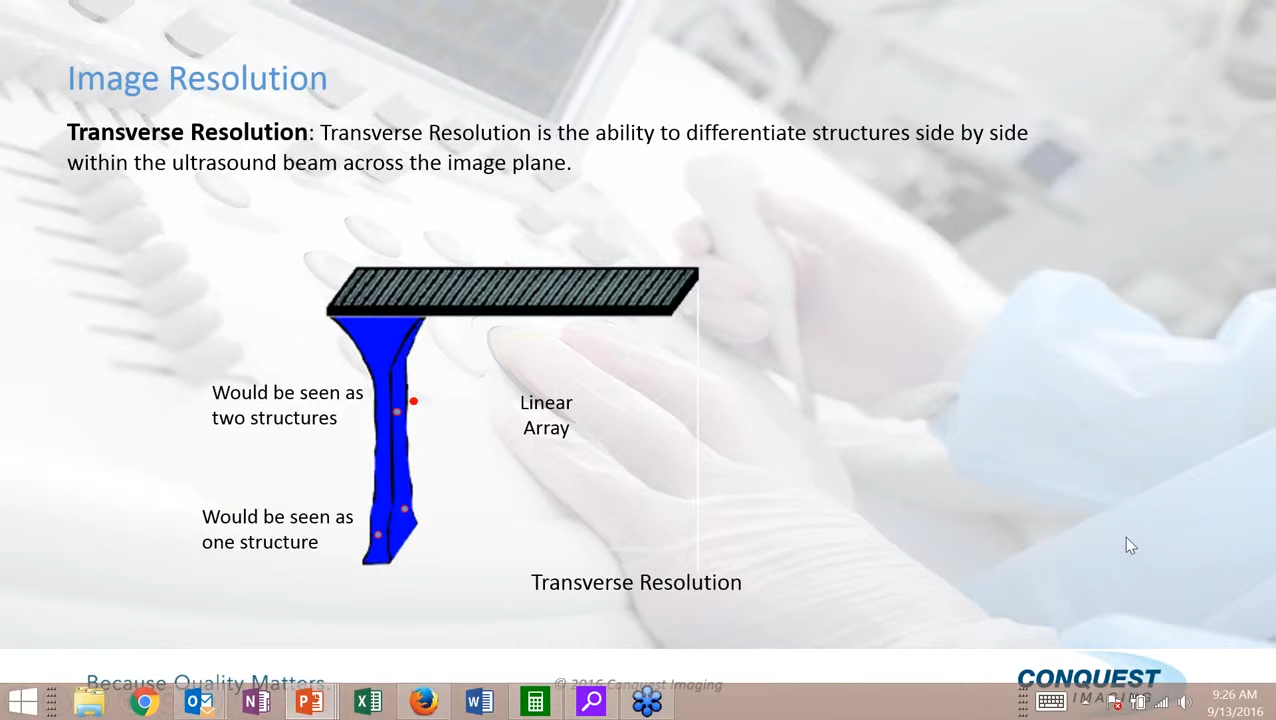 Image Resolution
Transverse Resolution: Transverse Resolution is the ability to differentiate structures side by side
within the ultrasound beam across the image plane.
Would be seen as
two structures
Linear
Array
Would be seen as
one structure
Transverse Resolution
Because Quality Matters.
© 2016 Conquest Imaging
CONQUEST
IMAGING
9:26 AM
9/13/2016